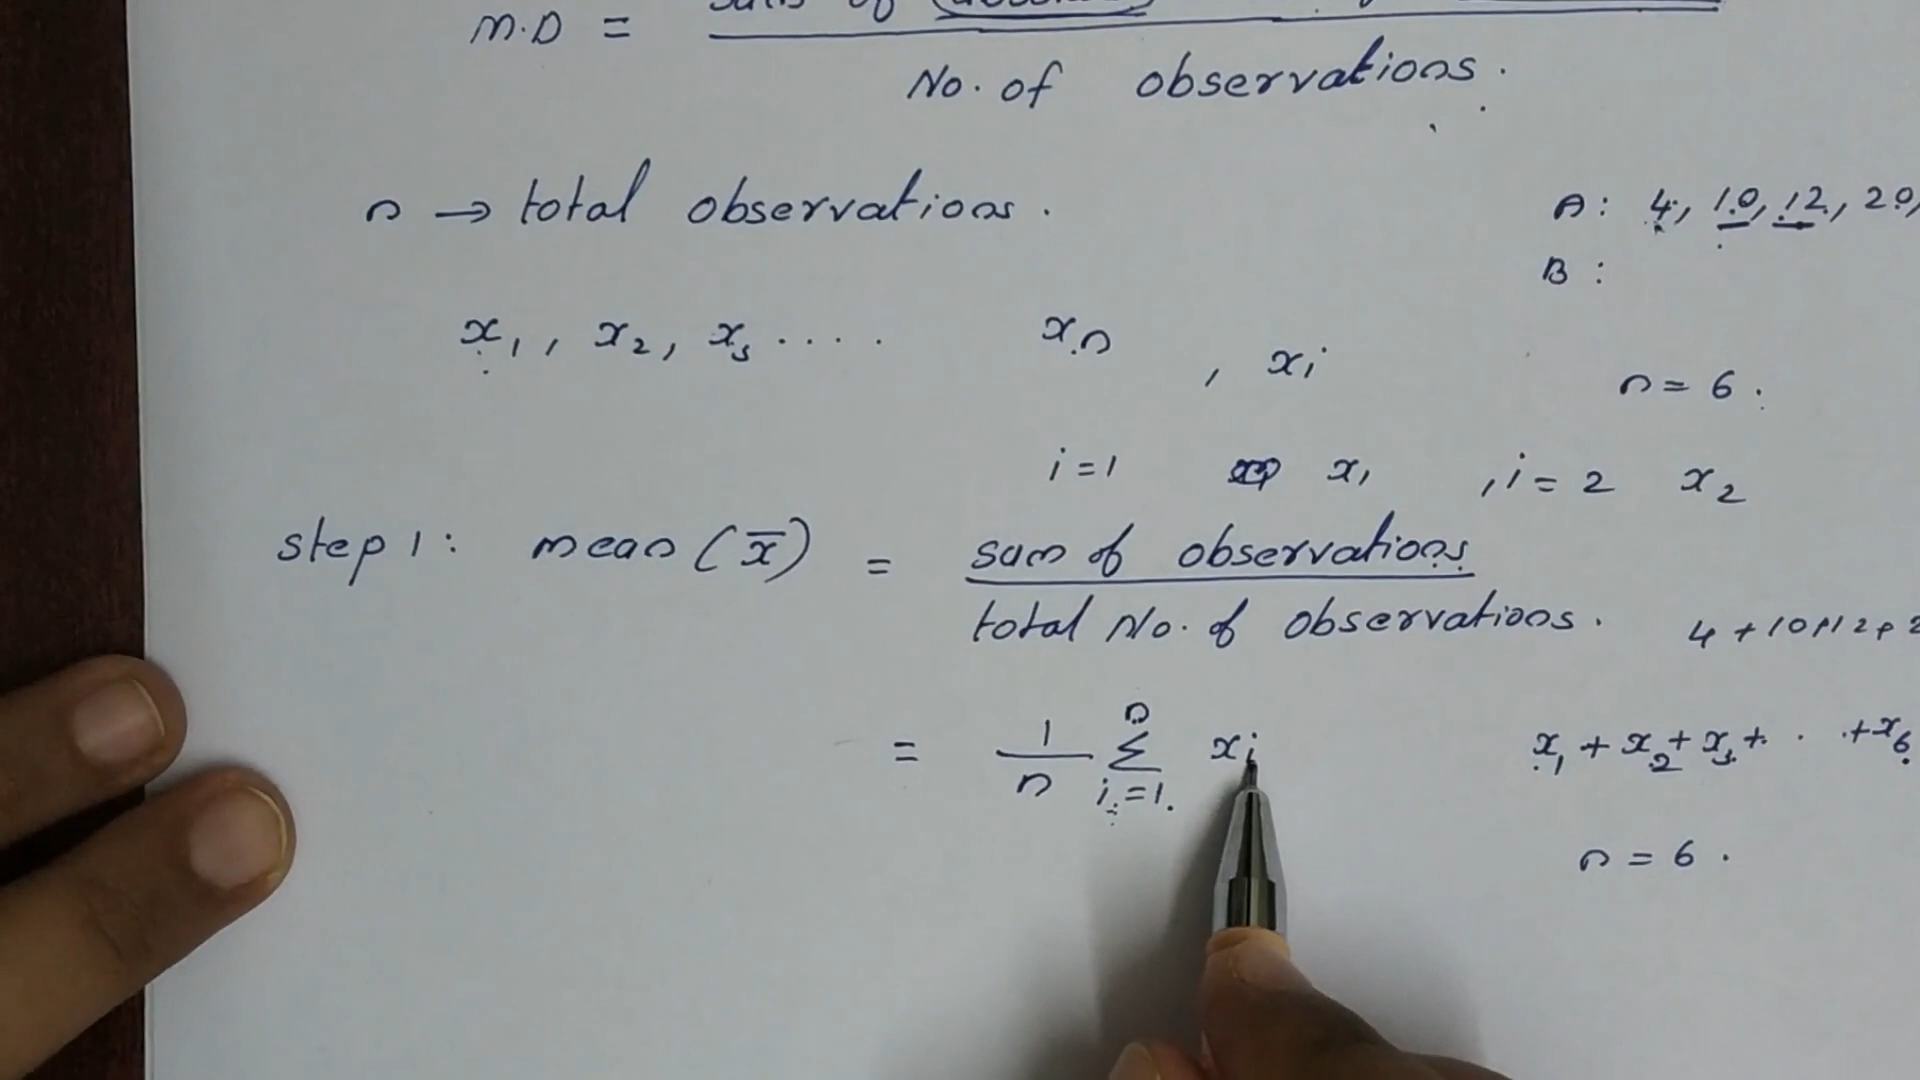 M.D = sum of
No. of observations.
n → total observations.
A: 4, 10, 12, 20,
B :
x₁, x₂, x₃ .... xₙ, xᵢ
n = 6.
i = 1 x₁ , i = 2 x₂
step 1: mean (x̄) = sum of observations
total No. of observations.
4 + 10 + 12 +
= 1/n Σ n i=1 xᵢ
x₁ + x₂ + x₃ + . . + x₆
n = 6.